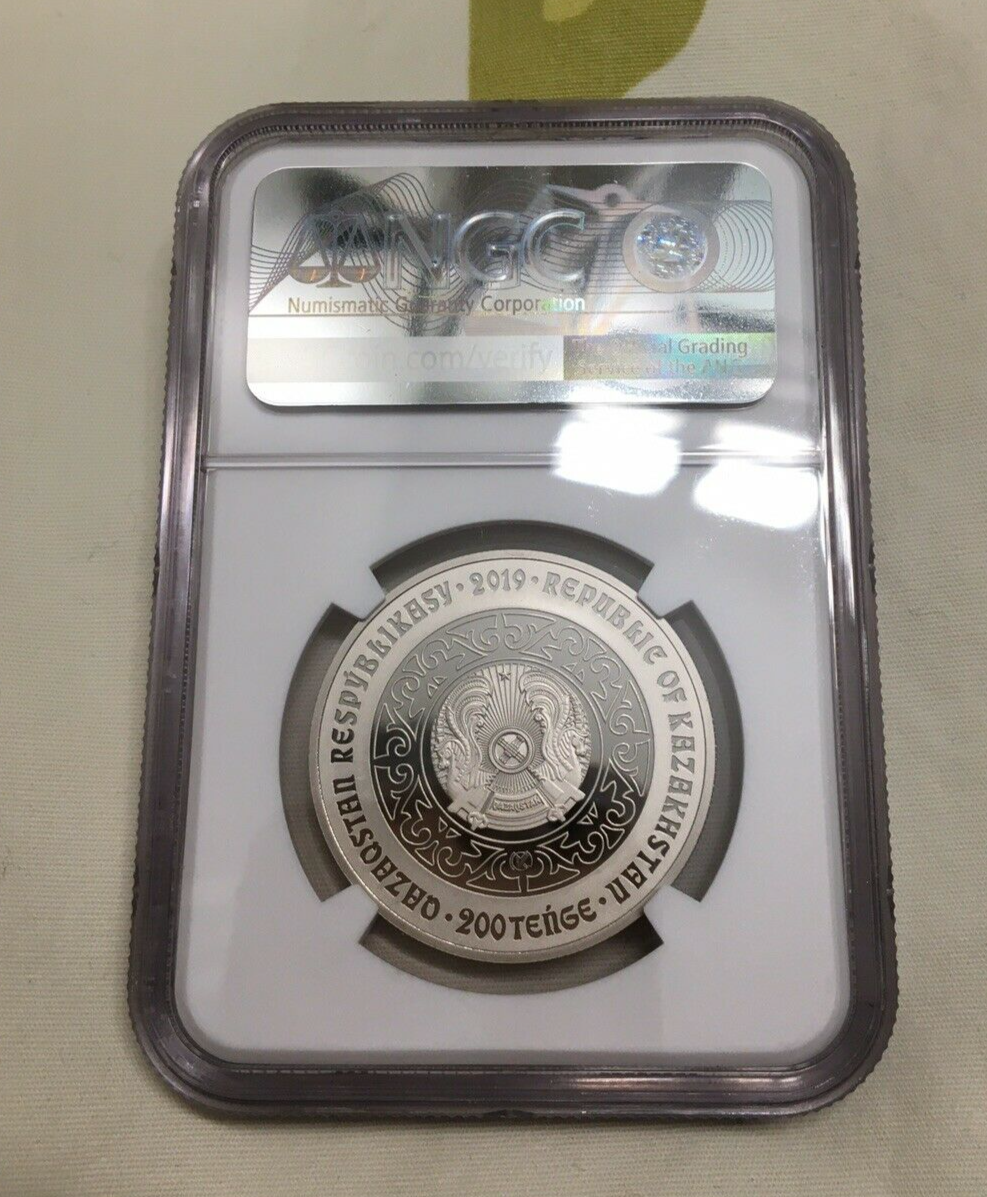 NGC
Numismatic Guaranty Corporation
.com/verify
Grading
Service of the
QAZAQSTAN RESPÝBLIKASY · 2019 · REPUBLIC OF KAZAKHSTAN · 200 TEŃGE ·
QAZAQSTAN